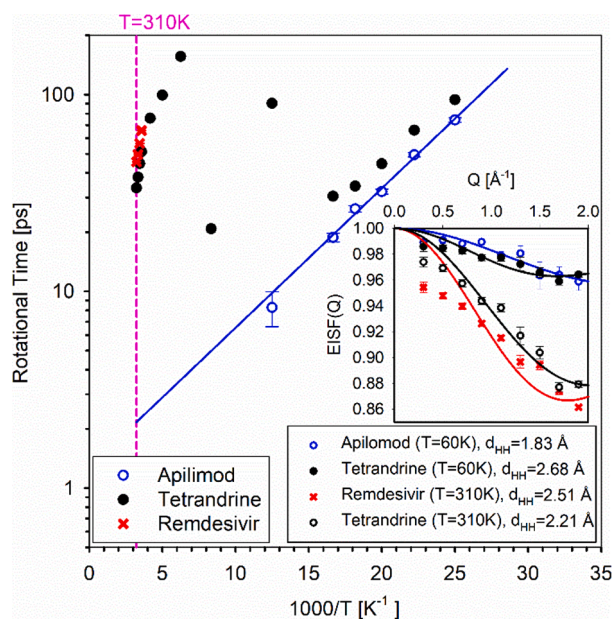 T=310K
100
10
1
Rotational Time [ps]
0 5 10 15 20 25 30 35
1000/T [K⁻¹]
Apilimod
Tetrandrine
Remdesivir
Q [Å⁻¹]
0.0 0.5 1.0 1.5 2.0
1.00
0.98
0.96
0.94
0.92
0.90
0.88
0.86
EISF(Q)
Apilomod (T=60K), dHH=1.83 Å
Tetrandrine (T=60K), dHH=2.68 Å
Remdesivir (T=310K), dHH=2.51 Å
Tetrandrine (T=310K), dHH=2.21 Å